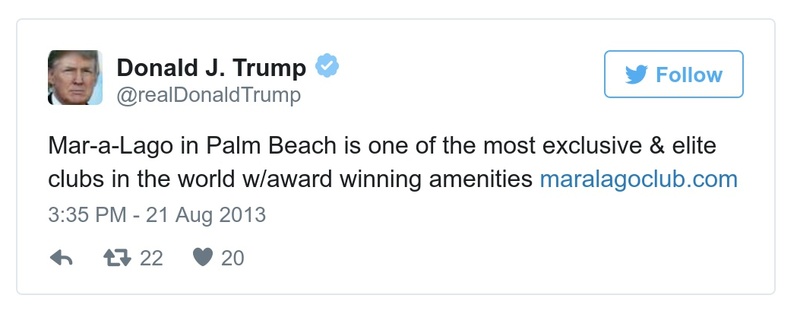 Donald J. Trump
@realDonaldTrump
Follow
Mar-a-Lago in Palm Beach is one of the most exclusive & elite
clubs in the world w/award winning amenities maralagoclub.com
3:35 PM - 21 Aug 2013
22 20